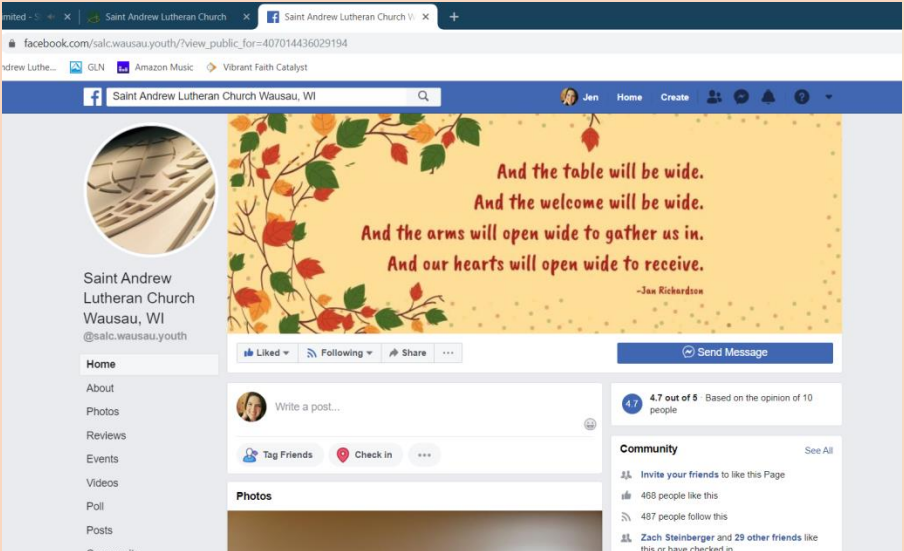 Saint Andrew Lutheran Church
Saint Andrew Lutheran Church
facebook.com/salc.wausau.youth/?view_public_for=407014436029194
GLN Amazon Music Vibrant Faith Catalyst
Saint Andrew Lutheran Church Wausau, WI
Jen Home Create
And the table will be wide.
And the welcome will be wide.
And the arms will open wide to gather us in.
And our hearts will open wide to receive.
-Jan Richardson
Saint Andrew
Lutheran Church
Wausau, WI
@salc.wausau.youth
Home
About
Photos
Reviews
Events
Videos
Poll
Posts
Liked Following Share ...
Send Message
Write a post...
Tag Friends Check in ...
Photos
4.7
4.7 out of 5 · Based on the opinion of 10
people
Community See All
Invite your friends to like this Page
468 people like this
487 people follow this
Zach Steinberger and 29 other friends like
this or have checked in